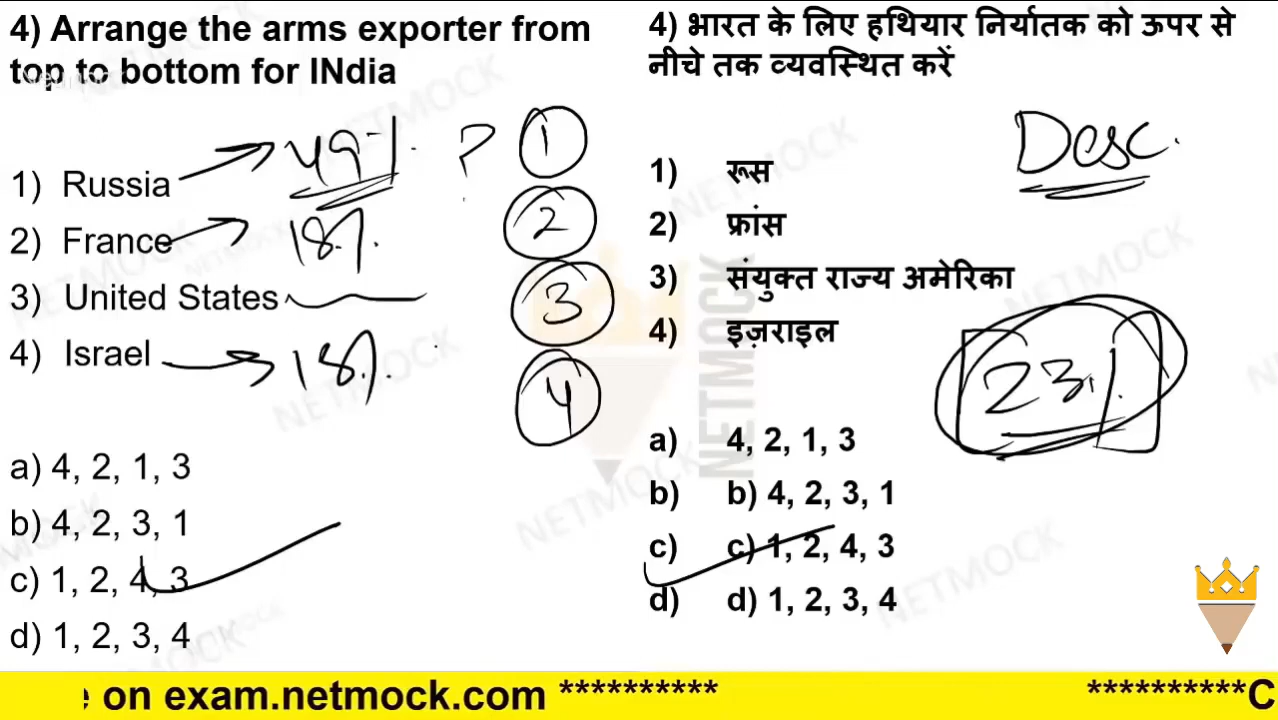 4) Arrange the arms exporter from
top to bottom for INdia
1) Russia
49%. ?
1
2) France
18%.
2
3) United States
3
4) Israel
18%.
4
a) 4, 2, 1, 3
b) 4, 2, 3, 1
c) 1, 2, 4, 3
d) 1, 2, 3, 4
4) भारत के लिए हथियार निर्यातक को ऊपर से
नीचे तक व्यवस्थित करें
Desc.
1) रूस
2) फ्रांस
3) संयुक्त राज्य अमेरिका
4) इज़राइल
23%.
a) 4, 2, 1, 3
b) b) 4, 2, 3, 1
c) c) 1, 2, 4, 3
d) d) 1, 2, 3, 4
NETMOCK
on exam.netmock.com ********** **********C